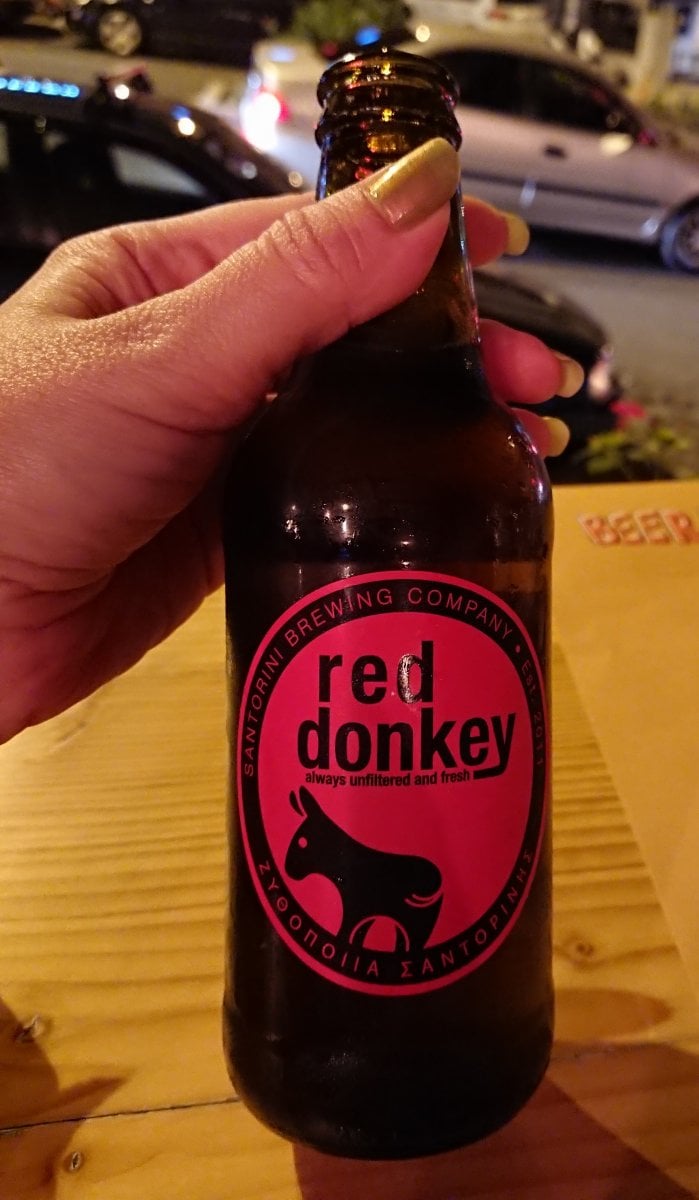 SANTORINI BREWING COMPANY • Est. 2011
red
donkey
always unfiltered and fresh
ΖΥΘΟΠΟΙΙΑ ΣΑΝΤΟΡΙΝΗΣ
BEER